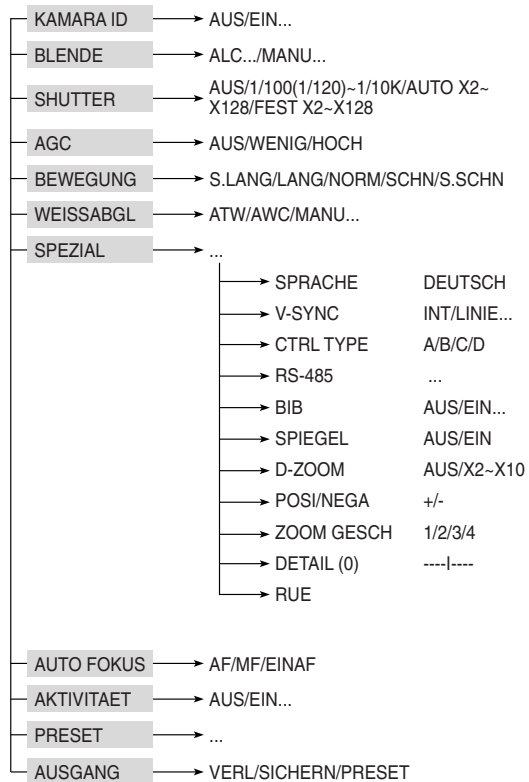 KAMARA ID AUS/EIN...
BLENDE ALC.../MANU...
SHUTTER AUS/1/100(1/120)~1/10K/AUTO X2~
X128/FEST X2~X128
AGC AUS/WENIG/HOCH
BEWEGUNG S.LANG/LANG/NORM/SCHN/S.SCHN
WEISSABGL ATW/AWC/MANU...
SPEZIAL ...
SPRACHE DEUTSCH
V-SYNC INT/LINIE...
CTRL TYPE A/B/C/D
RS-485 ...
BIB AUS/EIN...
SPIEGEL AUS/EIN
D-ZOOM AUS/X2~X10
POSI/NEGA +/-
ZOOM GESCH 1/2/3/4
DETAIL (0) ----I----
RUE
AUTO FOKUS AF/MF/EINAF
AKTIVITAET AUS/EIN...
PRESET ...
AUSGANG VERL/SICHERN/PRESET